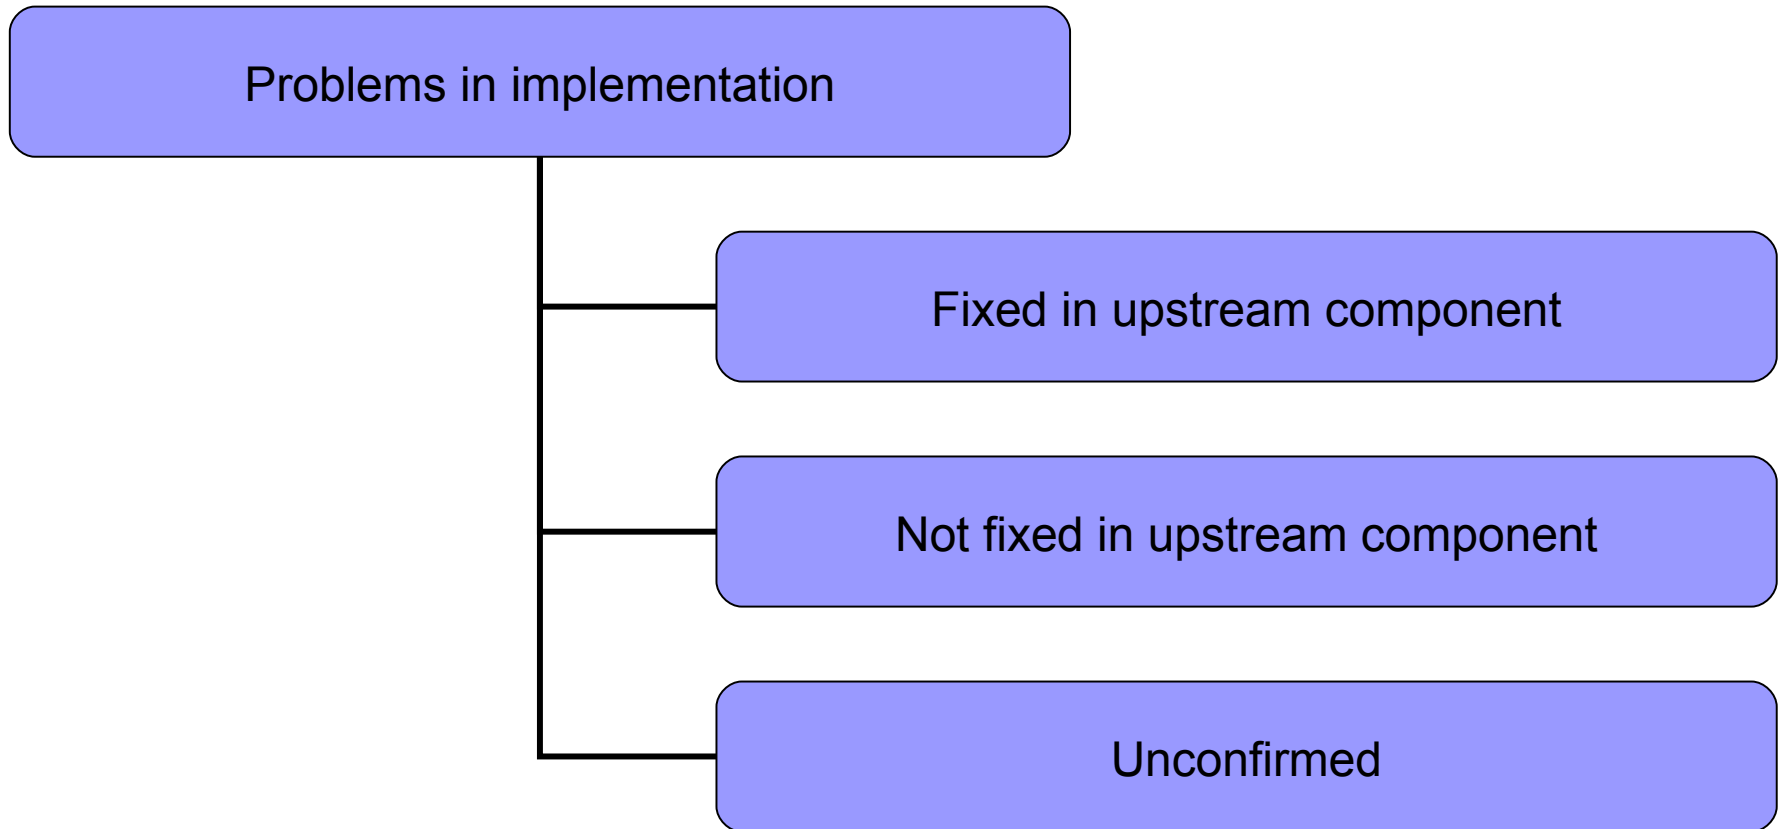 Problems in implementation
Fixed in upstream component
Not fixed in upstream component
Unconfirmed